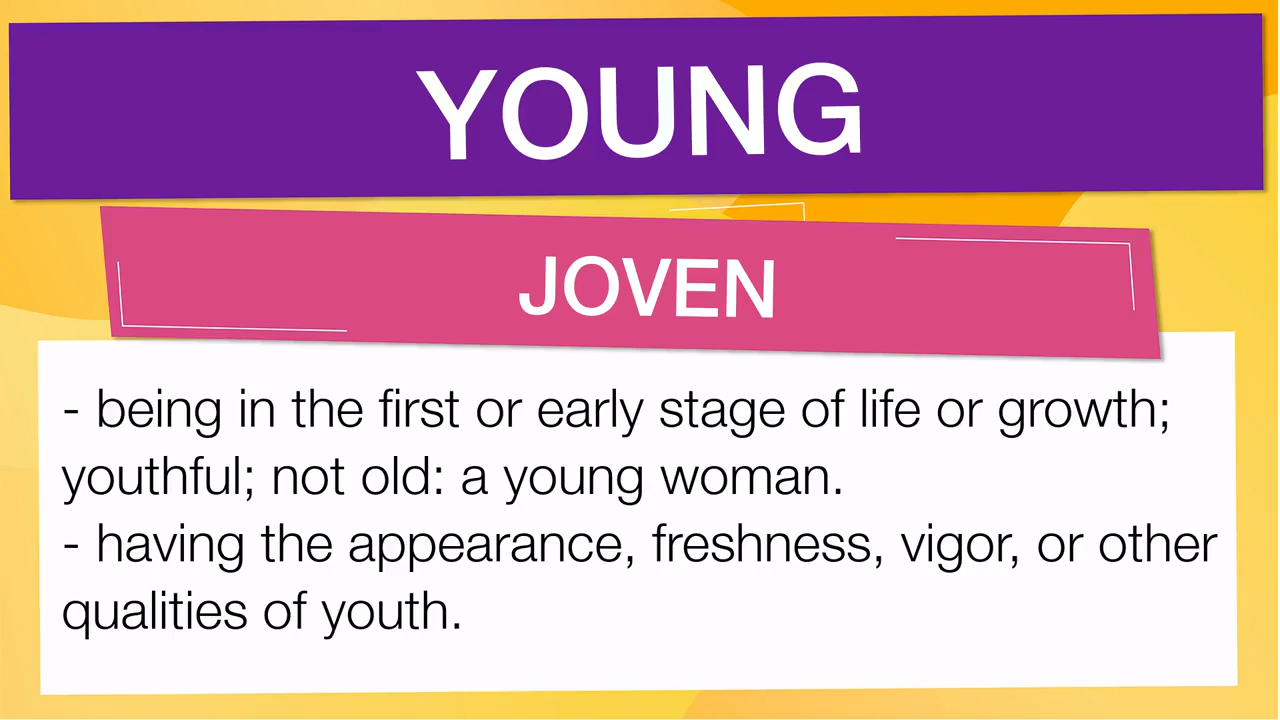 YOUNG
JOVEN
- being in the first or early stage of life or growth;
youthful; not old: a young woman.
- having the appearance, freshness, vigor, or other
qualities of youth.